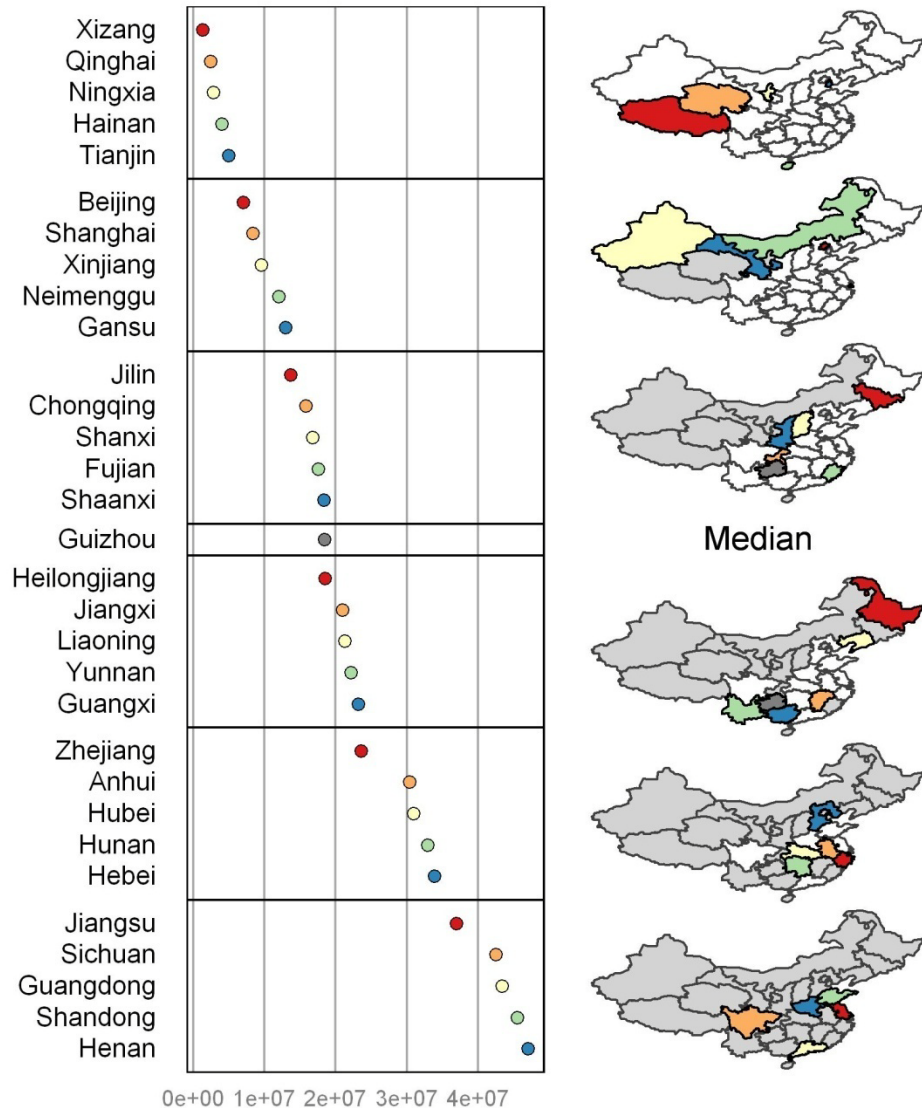 Xizang
Qinghai
Ningxia
Hainan
Tianjin
Beijing
Shanghai
Xinjiang
Neimenggu
Gansu
Jilin
Chongqing
Shanxi
Fujian
Shaanxi
Guizhou
Median
Heilongjiang
Jiangxi
Liaoning
Yunnan
Guangxi
Zhejiang
Anhui
Hubei
Hunan
Hebei
Jiangsu
Sichuan
Guangdong
Shandong
Henan
0e+00 1e+07 2e+07 3e+07 4e+07